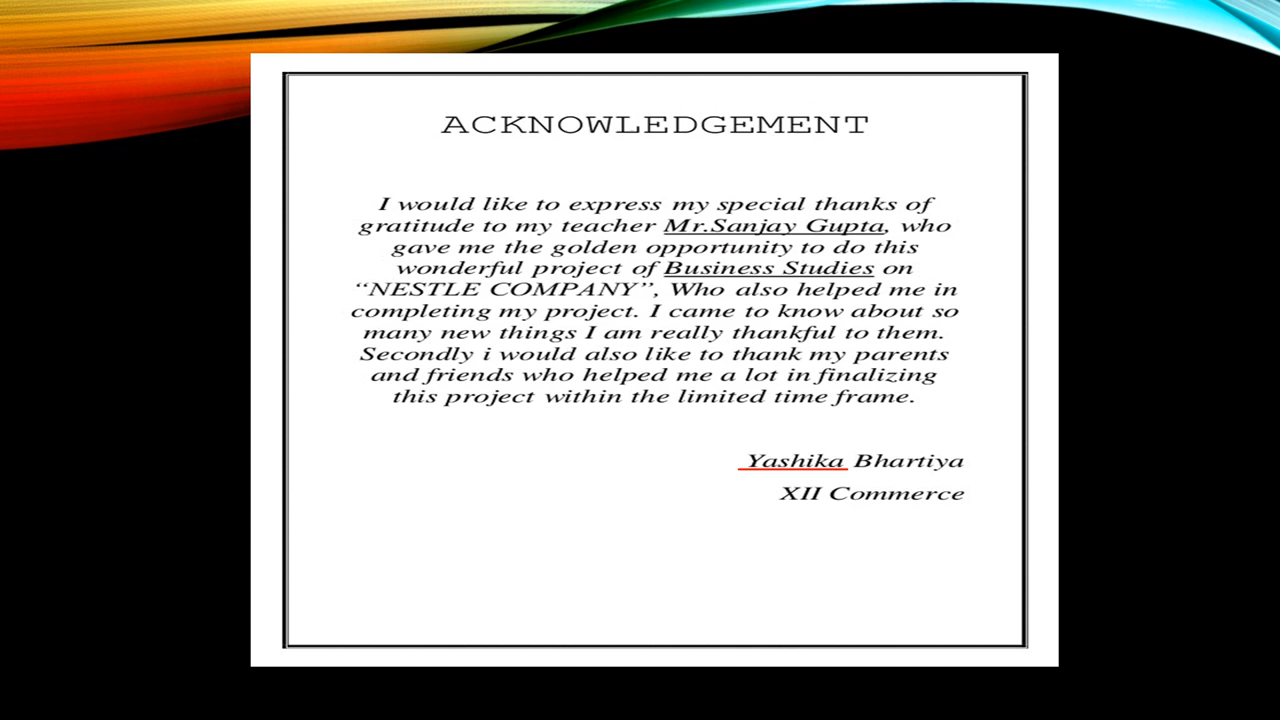 ACKNOWLEDGEMENT
I would like to express my special thanks of
gratitude to my teacher Mr.Sanjay Gupta, who
gave me the golden opportunity to do this
wonderful project of Business Studies on
“NESTLE COMPANY”, Who also helped me in
completing my project. I came to know about so
many new things I am really thankful to them.
Secondly i would also like to thank my parents
and friends who helped me a lot in finalizing
this project within the limited time frame.
Yashika Bhartiya
XII Commerce